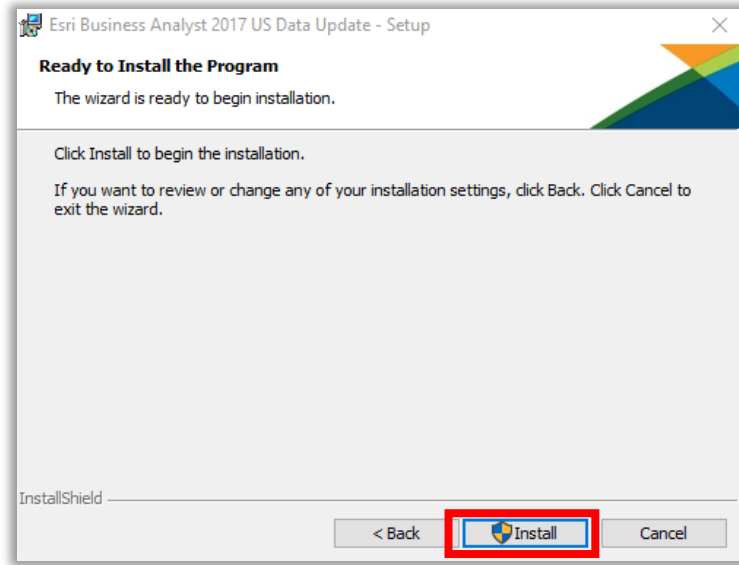 Esri Business Analyst 2017 US Data Update - Setup
Ready to Install the Program
The wizard is ready to begin installation.
Click Install to begin the installation.
If you want to review or change any of your installation settings, click Back. Click Cancel to
exit the wizard.
InstallShield
< Back Install Cancel